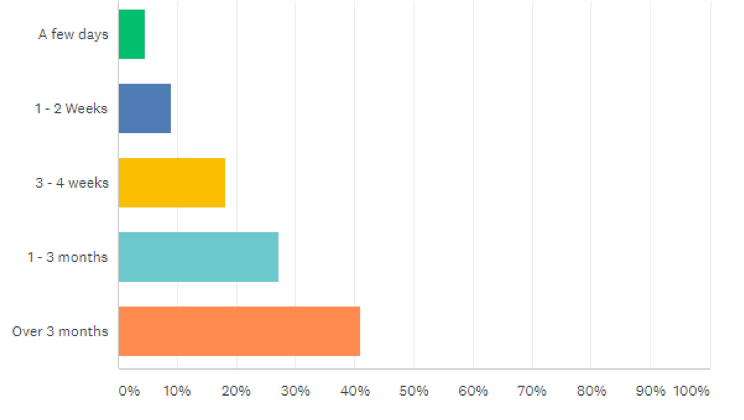 A few days
1 - 2 Weeks
3 - 4 weeks
1 - 3 months
Over 3 months
0% 10% 20% 30% 40% 50% 60% 70% 80% 90% 100%